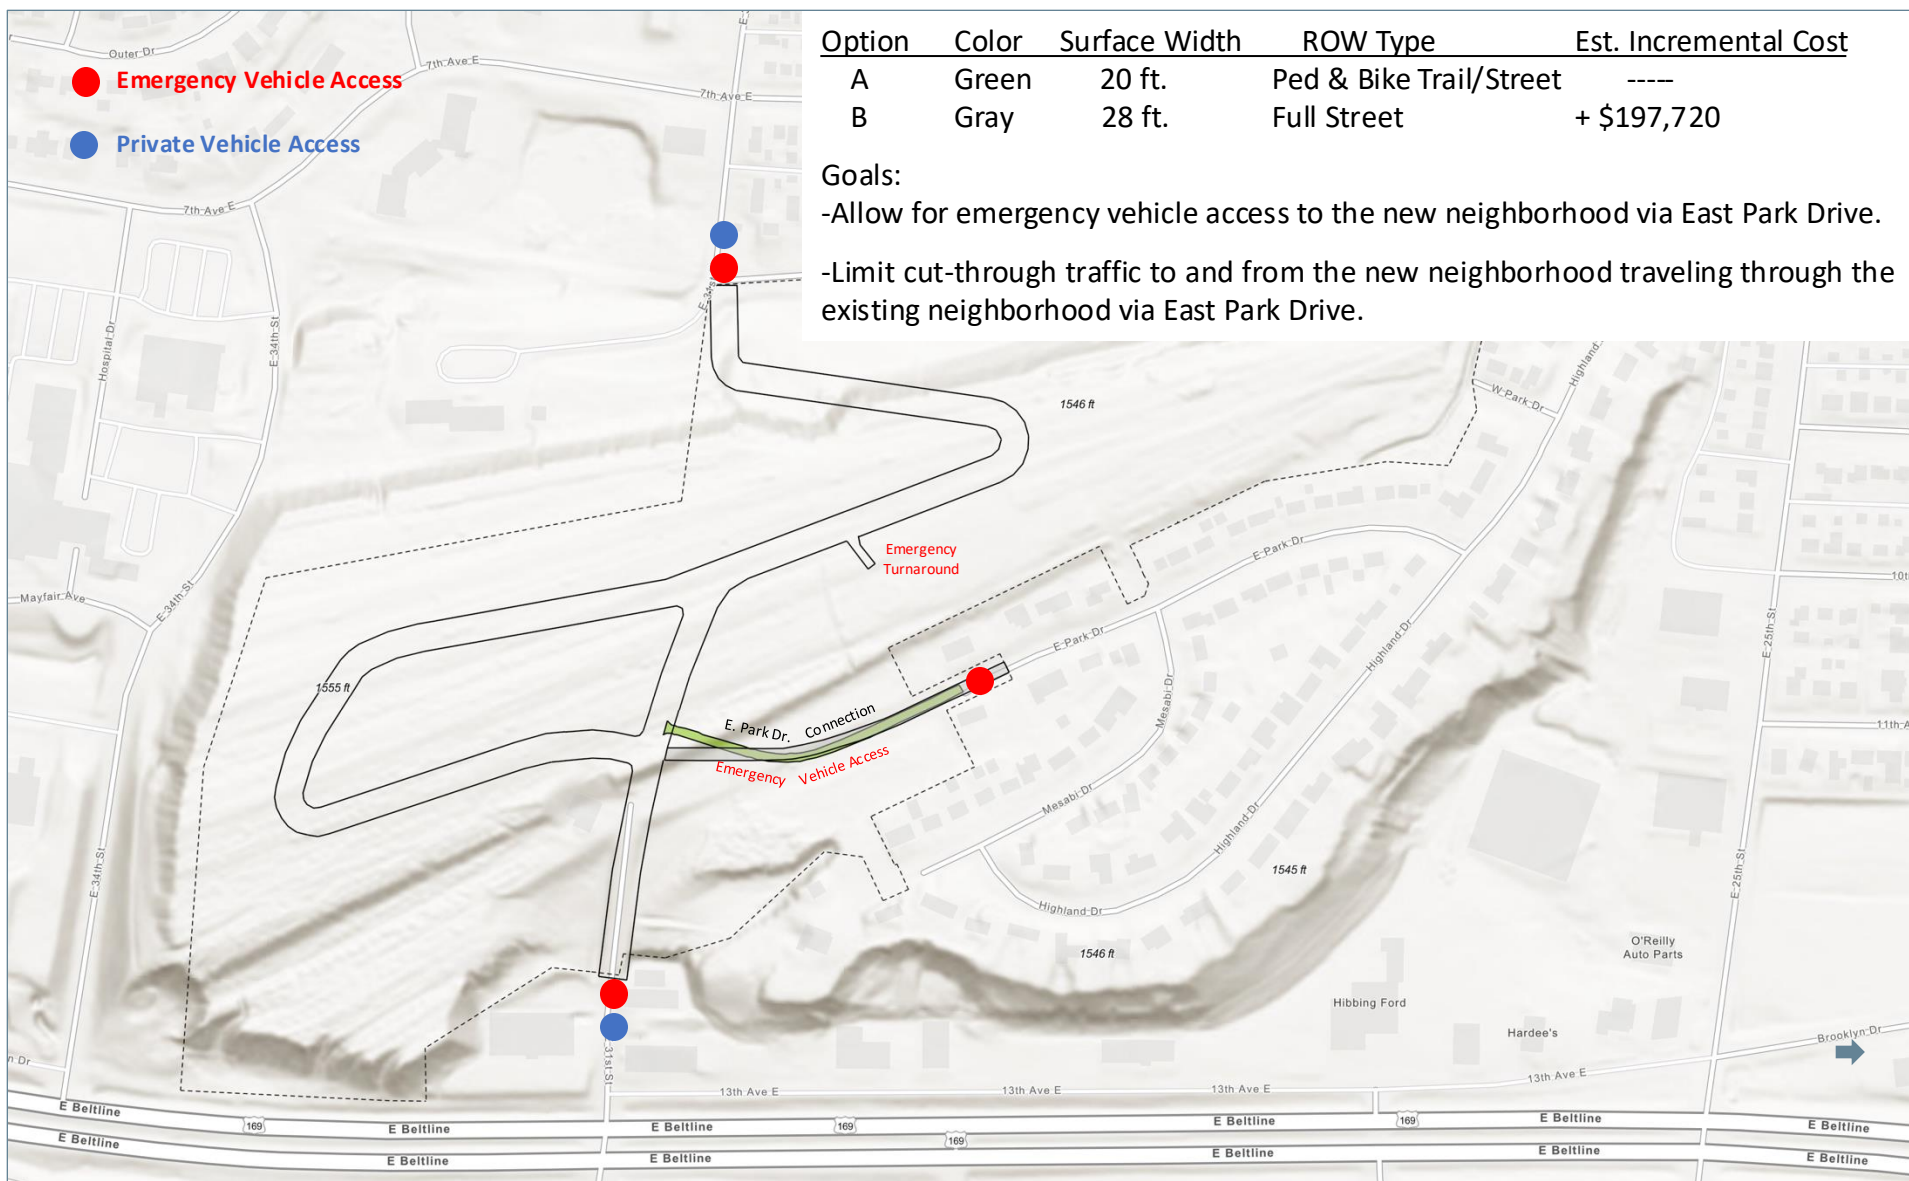 Option Color Surface Width ROW Type Est. Incremental Cost
A Green 20 ft. Ped & Bike Trail/Street -----
B Gray 28 ft. Full Street + $197,720
Goals:
-Allow for emergency vehicle access to the new neighborhood via East Park Drive.
-Limit cut-through traffic to and from the new neighborhood traveling through the
existing neighborhood via East Park Drive.
Emergency Vehicle Access
Private Vehicle Access
Outer Dr
7th Ave E
7th Ave E
7th Ave E
Hospital Dr
E 34th St
E 34th St
E 34th St
Mayfair Ave
1546 ft
W Park Dr
Highland
Emergency
Turnaround
E Park Dr
E Park Dr
1555 ft
E. Park Dr. Connection
Emergency Vehicle Access
Mesabi Dr
Mesabi Dr
Highland Dr
Highland Dr
Highland Dr
E 25th St
E 25th St
10th
11th A
1545 ft
1546 ft
O'Reilly
Auto Parts
Hibbing Ford
Hardee's
Brooklyn Dr
n Dr
31st St
13th Ave E
13th Ave E
13th Ave E
13th Ave E
E Beltline
169
E Beltline
E Beltline
169
E Beltline
169
E Beltline
E Beltline
E Beltline
E Beltline
E Beltline
169
E Beltline
E Beltline
E Beltline